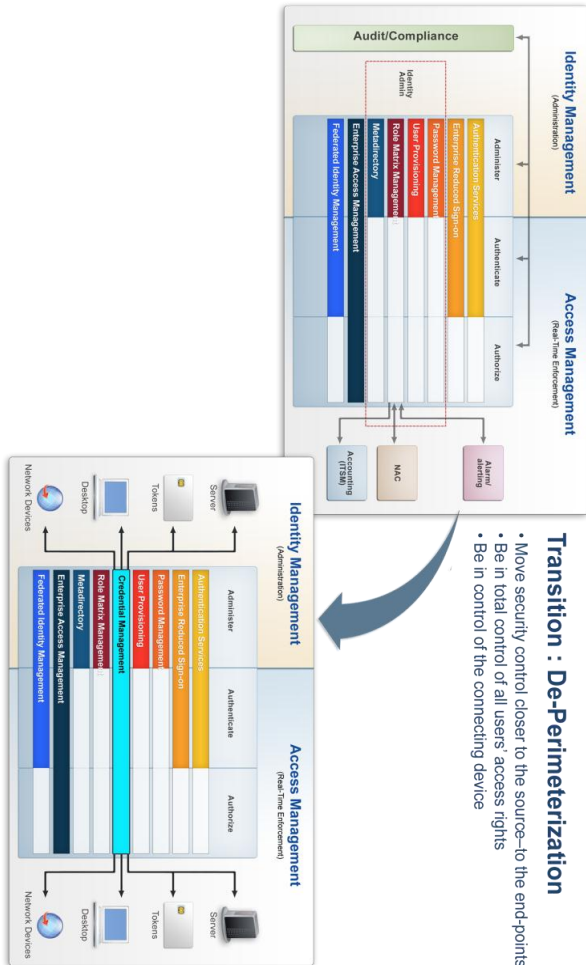 Transition : De-Perimeterization
• Move security control closer to the source–to the end-points
• Be in total control of all users' access rights
• Be in control of the connecting device
Identity Management
(Administration)
Access Management
(Real-Time Enforcement)
Audit/Compliance
Identity
Admin
Administer
Authenticate
Authorize
Authentication Services
Enterprise Reduced Sign-on
Password Management
User Provisioning
Role Matrix Management
Metadirectory
Enterprise Access Management
Federated Identity Management
Alarm/
alerting
NAC
Accounting
(ITSM)
Identity Management
(Administration)
Access Management
(Real-Time Enforcement)
Administer
Authenticate
Authorize
Authentication Services
Enterprise Reduced Sign-on
Password Management
User Provisioning
Credential Management
Role Matrix Management
Metadirectory
Enterprise Access Management
Federated Identity Management
Server
Tokens
Desktop
Network Devices
Server
Tokens
Desktop
Network Devices